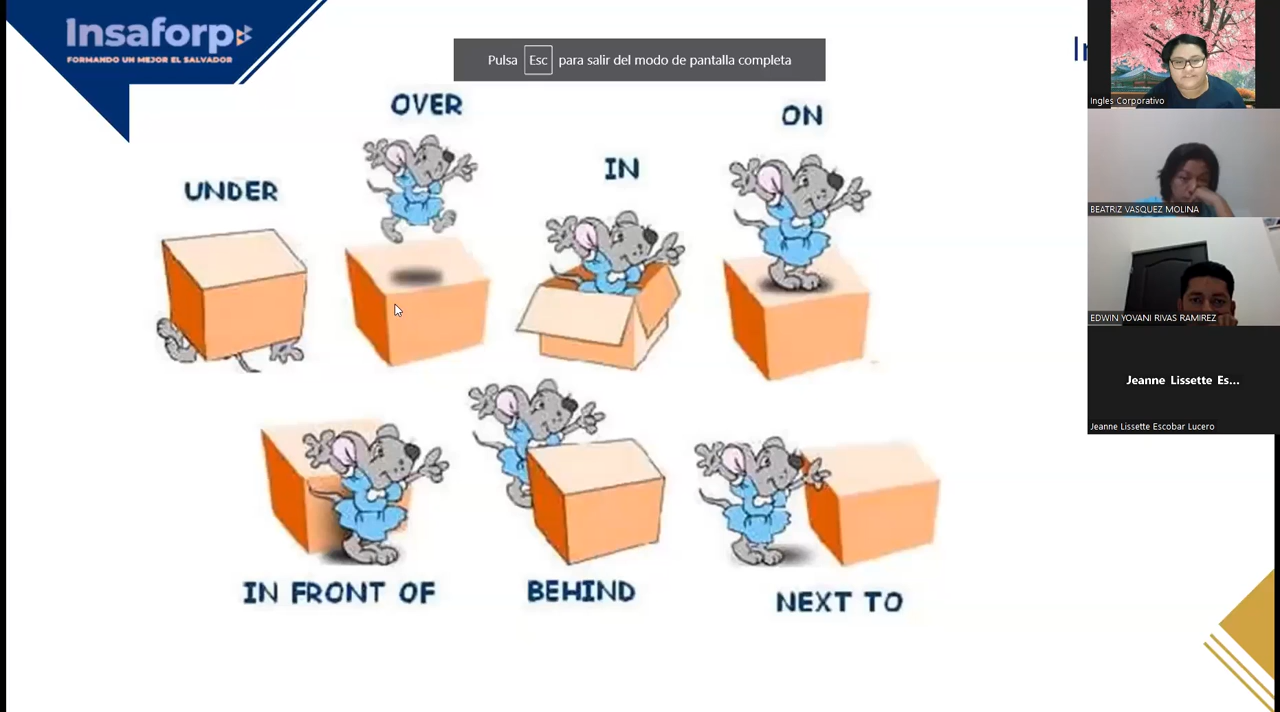 Insaforp
FORMANDO UN MEJOR EL SALVADOR
Pulsa Esc para salir del modo de pantalla completa
OVER
ON
IN
UNDER
IN FRONT OF
BEHIND
NEXT TO
Ingles Corporativo
BEATRIZ VASQUEZ MOLINA
EDWIN YOVANI RIVAS RAMIREZ
Jeanne Lissette Es...
Jeanne Lissette Escobar Lucero